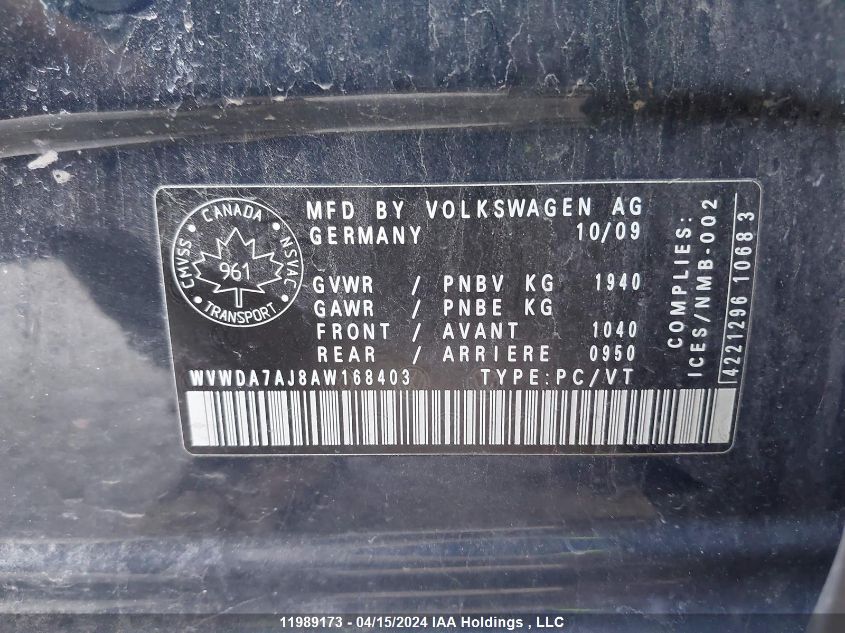 MFD BY VOLKSWAGEN AG
GERMANY 10/09
GVWR / PNBV KG 1940
GAWR / PNBE KG
FRONT / AVANT 1040
REAR / ARRIERE 0950
WVWDA7AJ8AW168403 TYPE:PC/VT
CANADA
CMVSS
NSVAC
961
TRANSPORT
COMPLIES:
ICES/NMB-002
4221296 10683
11989173 - 04/15/2024 IAA Holdings , LLC